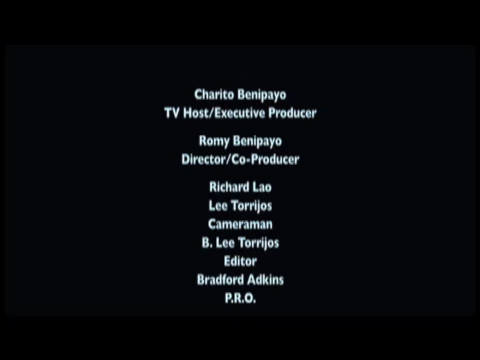 Charito Benipayo
TV Host/Executive Producer
Romy Benipayo
Director/Co-Producer
Richard Lao
Lee Torrijos
Cameraman
B. Lee Torrijos
Editor
Bradford Adkins
P.R.O.